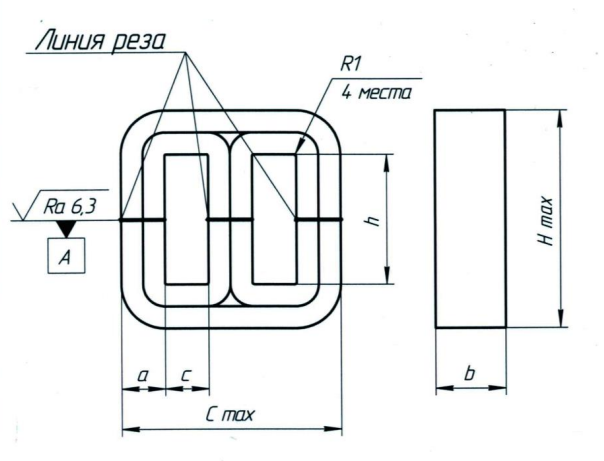 Линия реза
R1
4 места
Ra 6,3
A
h
H max
a
c
b
C max